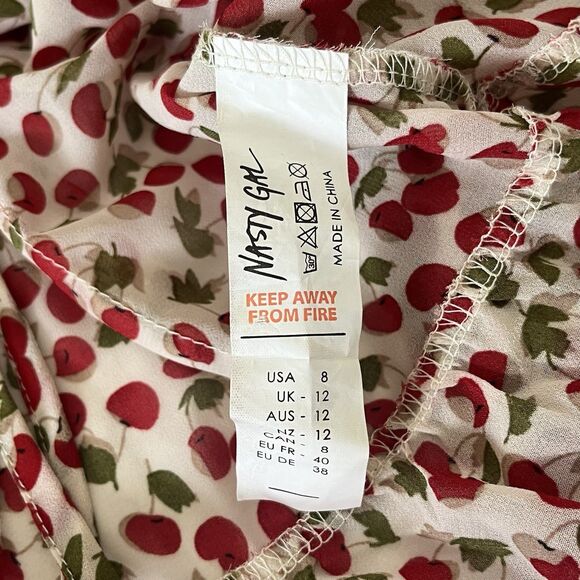 NASTY GAL
30°
MADE IN CHINA
KEEP AWAY
FROM FIRE
USA 8
UK - 12
AUS - 12
NZ - 12
CAN - 8
EU FR - 40
EU DE 38